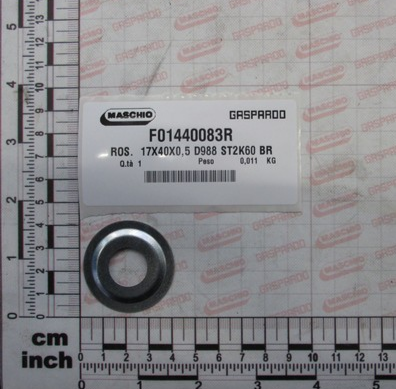 MASCHIO
GASPARDO
F01440083R
ROS. 17X40X0,5 D988 ST2K60 BR
Q.tà 1 Peso 0,011 KG
cm
inch